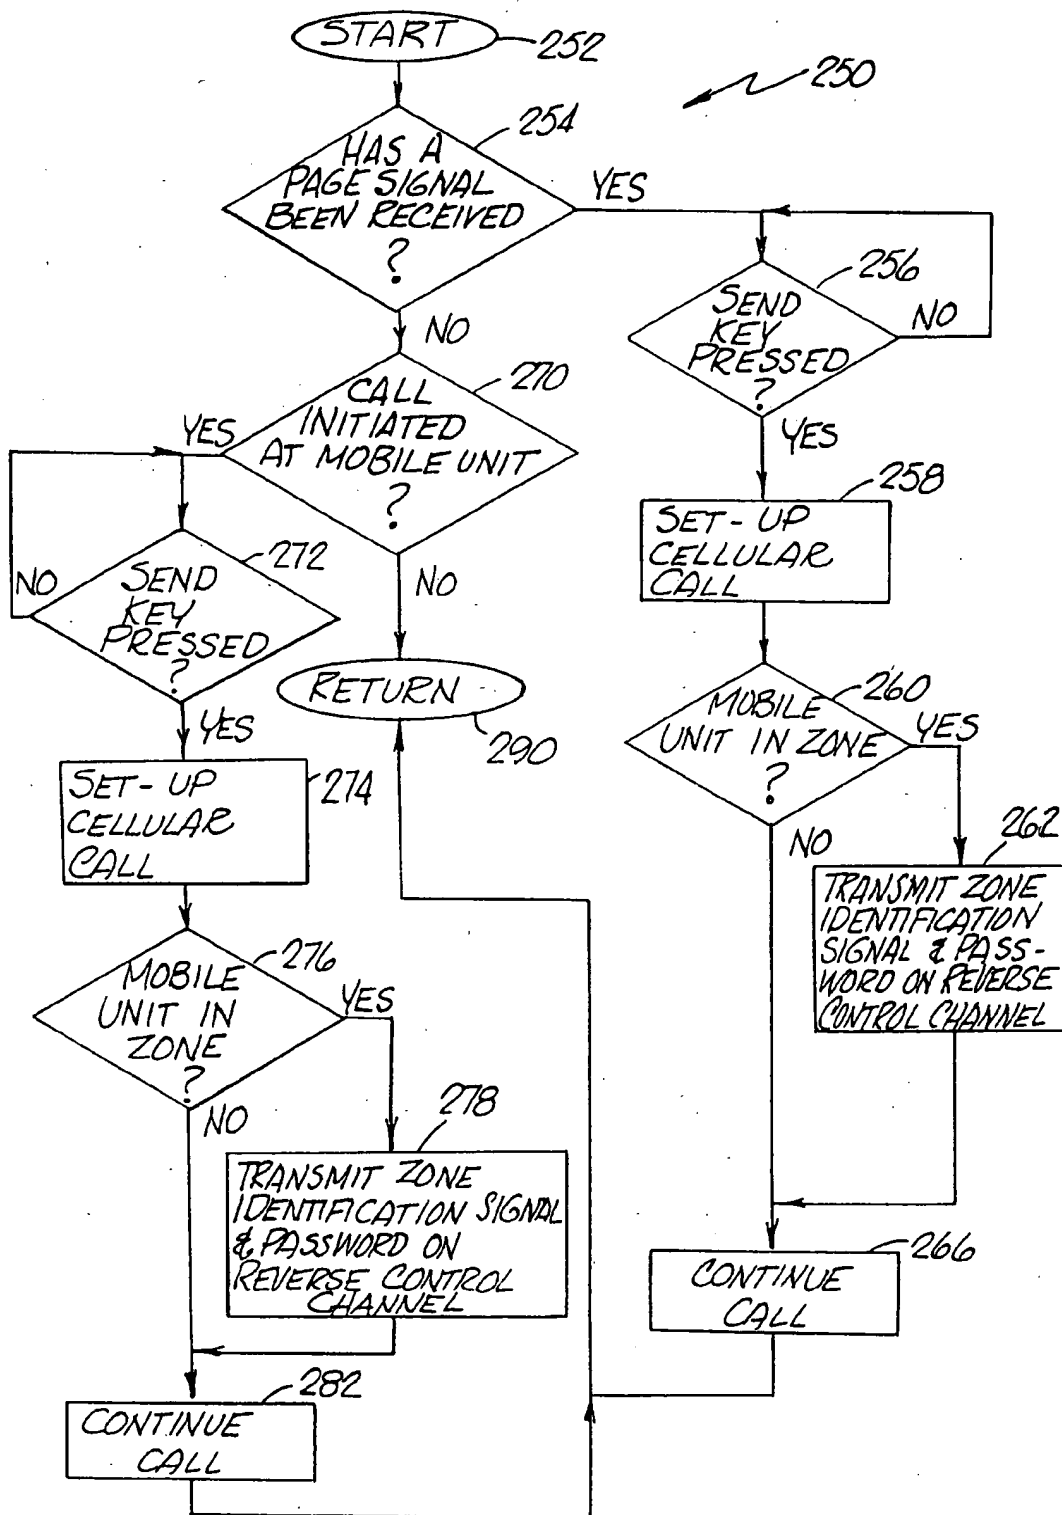 START
252
250
254
HAS A
PAGE SIGNAL
BEEN RECEIVED
?
YES
NO
256
SEND
KEY
PRESSED
?
NO
YES
270
CALL
INITIATED
AT MOBILE UNIT
?
YES
NO
258
SET-UP
CELLULAR
CALL
272
SEND
KEY
PRESSED
?
NO
YES
RETURN
290
260
MOBILE
UNIT IN ZONE
?
YES
NO
274
SET-UP
CELLULAR
CALL
262
TRANSMIT ZONE
IDENTIFICATION
SIGNAL & PASS-
WORD ON REVERSE
CONTROL CHANNEL
276
MOBILE
UNIT IN
ZONE
?
YES
NO
278
TRANSMIT ZONE
IDENTIFICATION SIGNAL
& PASSWORD ON
REVERSE CONTROL
CHANNEL
266
CONTINUE
CALL
282
CONTINUE
CALL